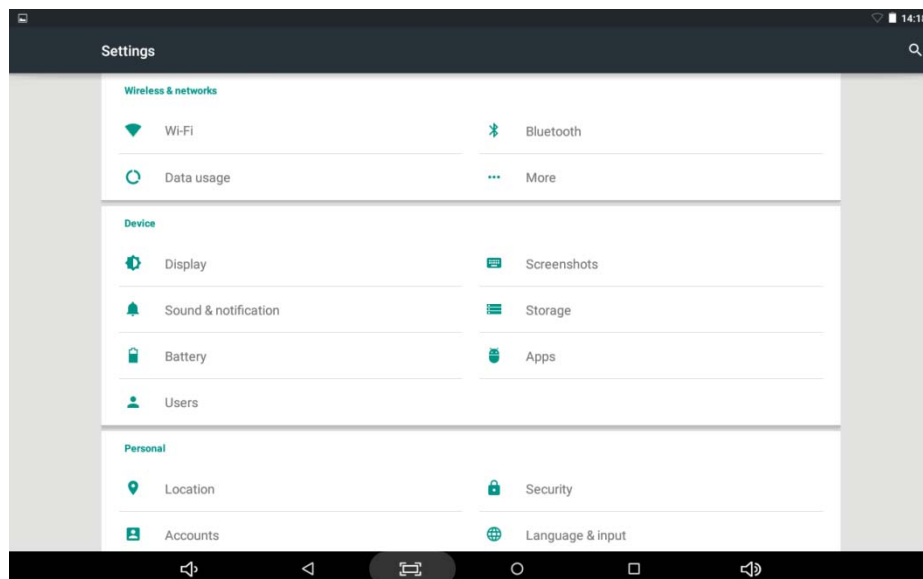 14:18
Settings
Wireless & networks
Wi-Fi
Bluetooth
Data usage
More
Device
Display
Screenshots
Sound & notification
Storage
Battery
Apps
Users
Personal
Location
Security
Accounts
Language & input